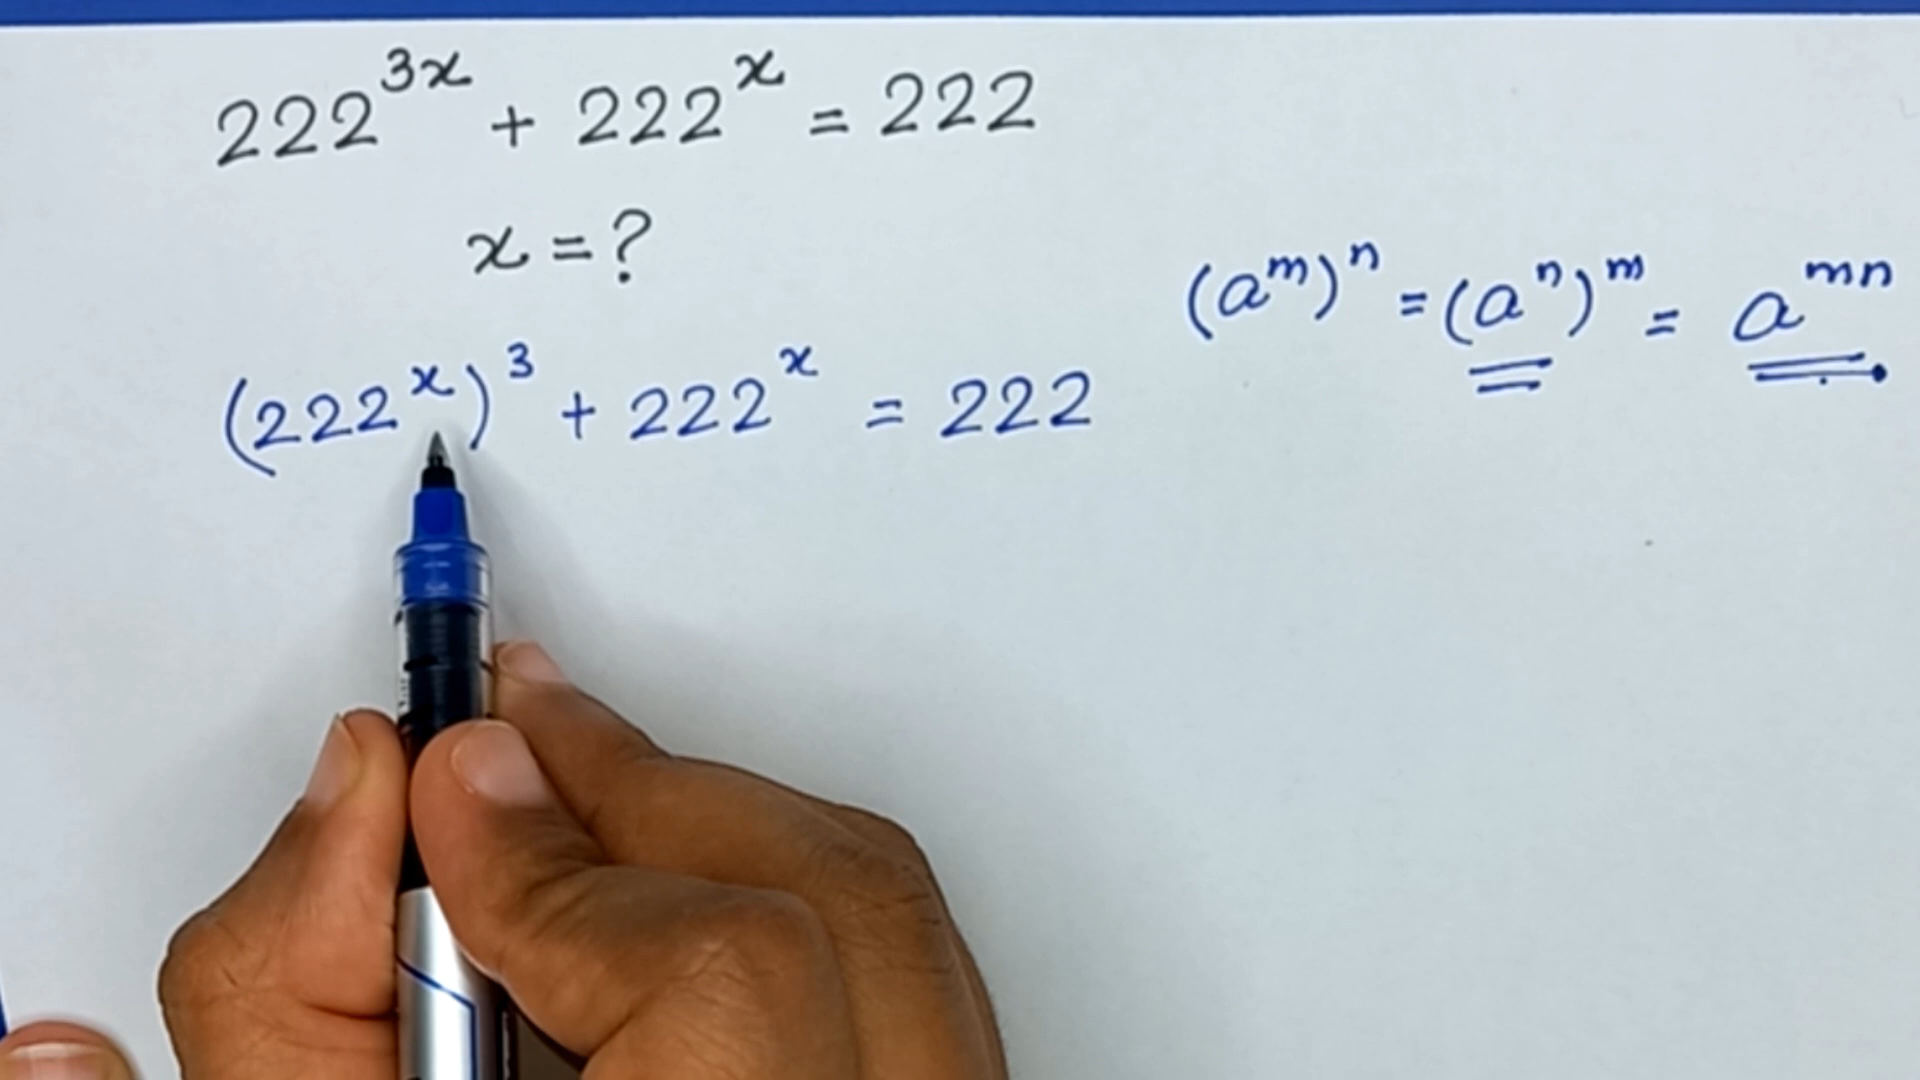 222^{3x} + 222^x = 222
x = ?
(a^m)^n = (a^n)^m = a^{mn}
(222^x)^3 + 222^x = 222